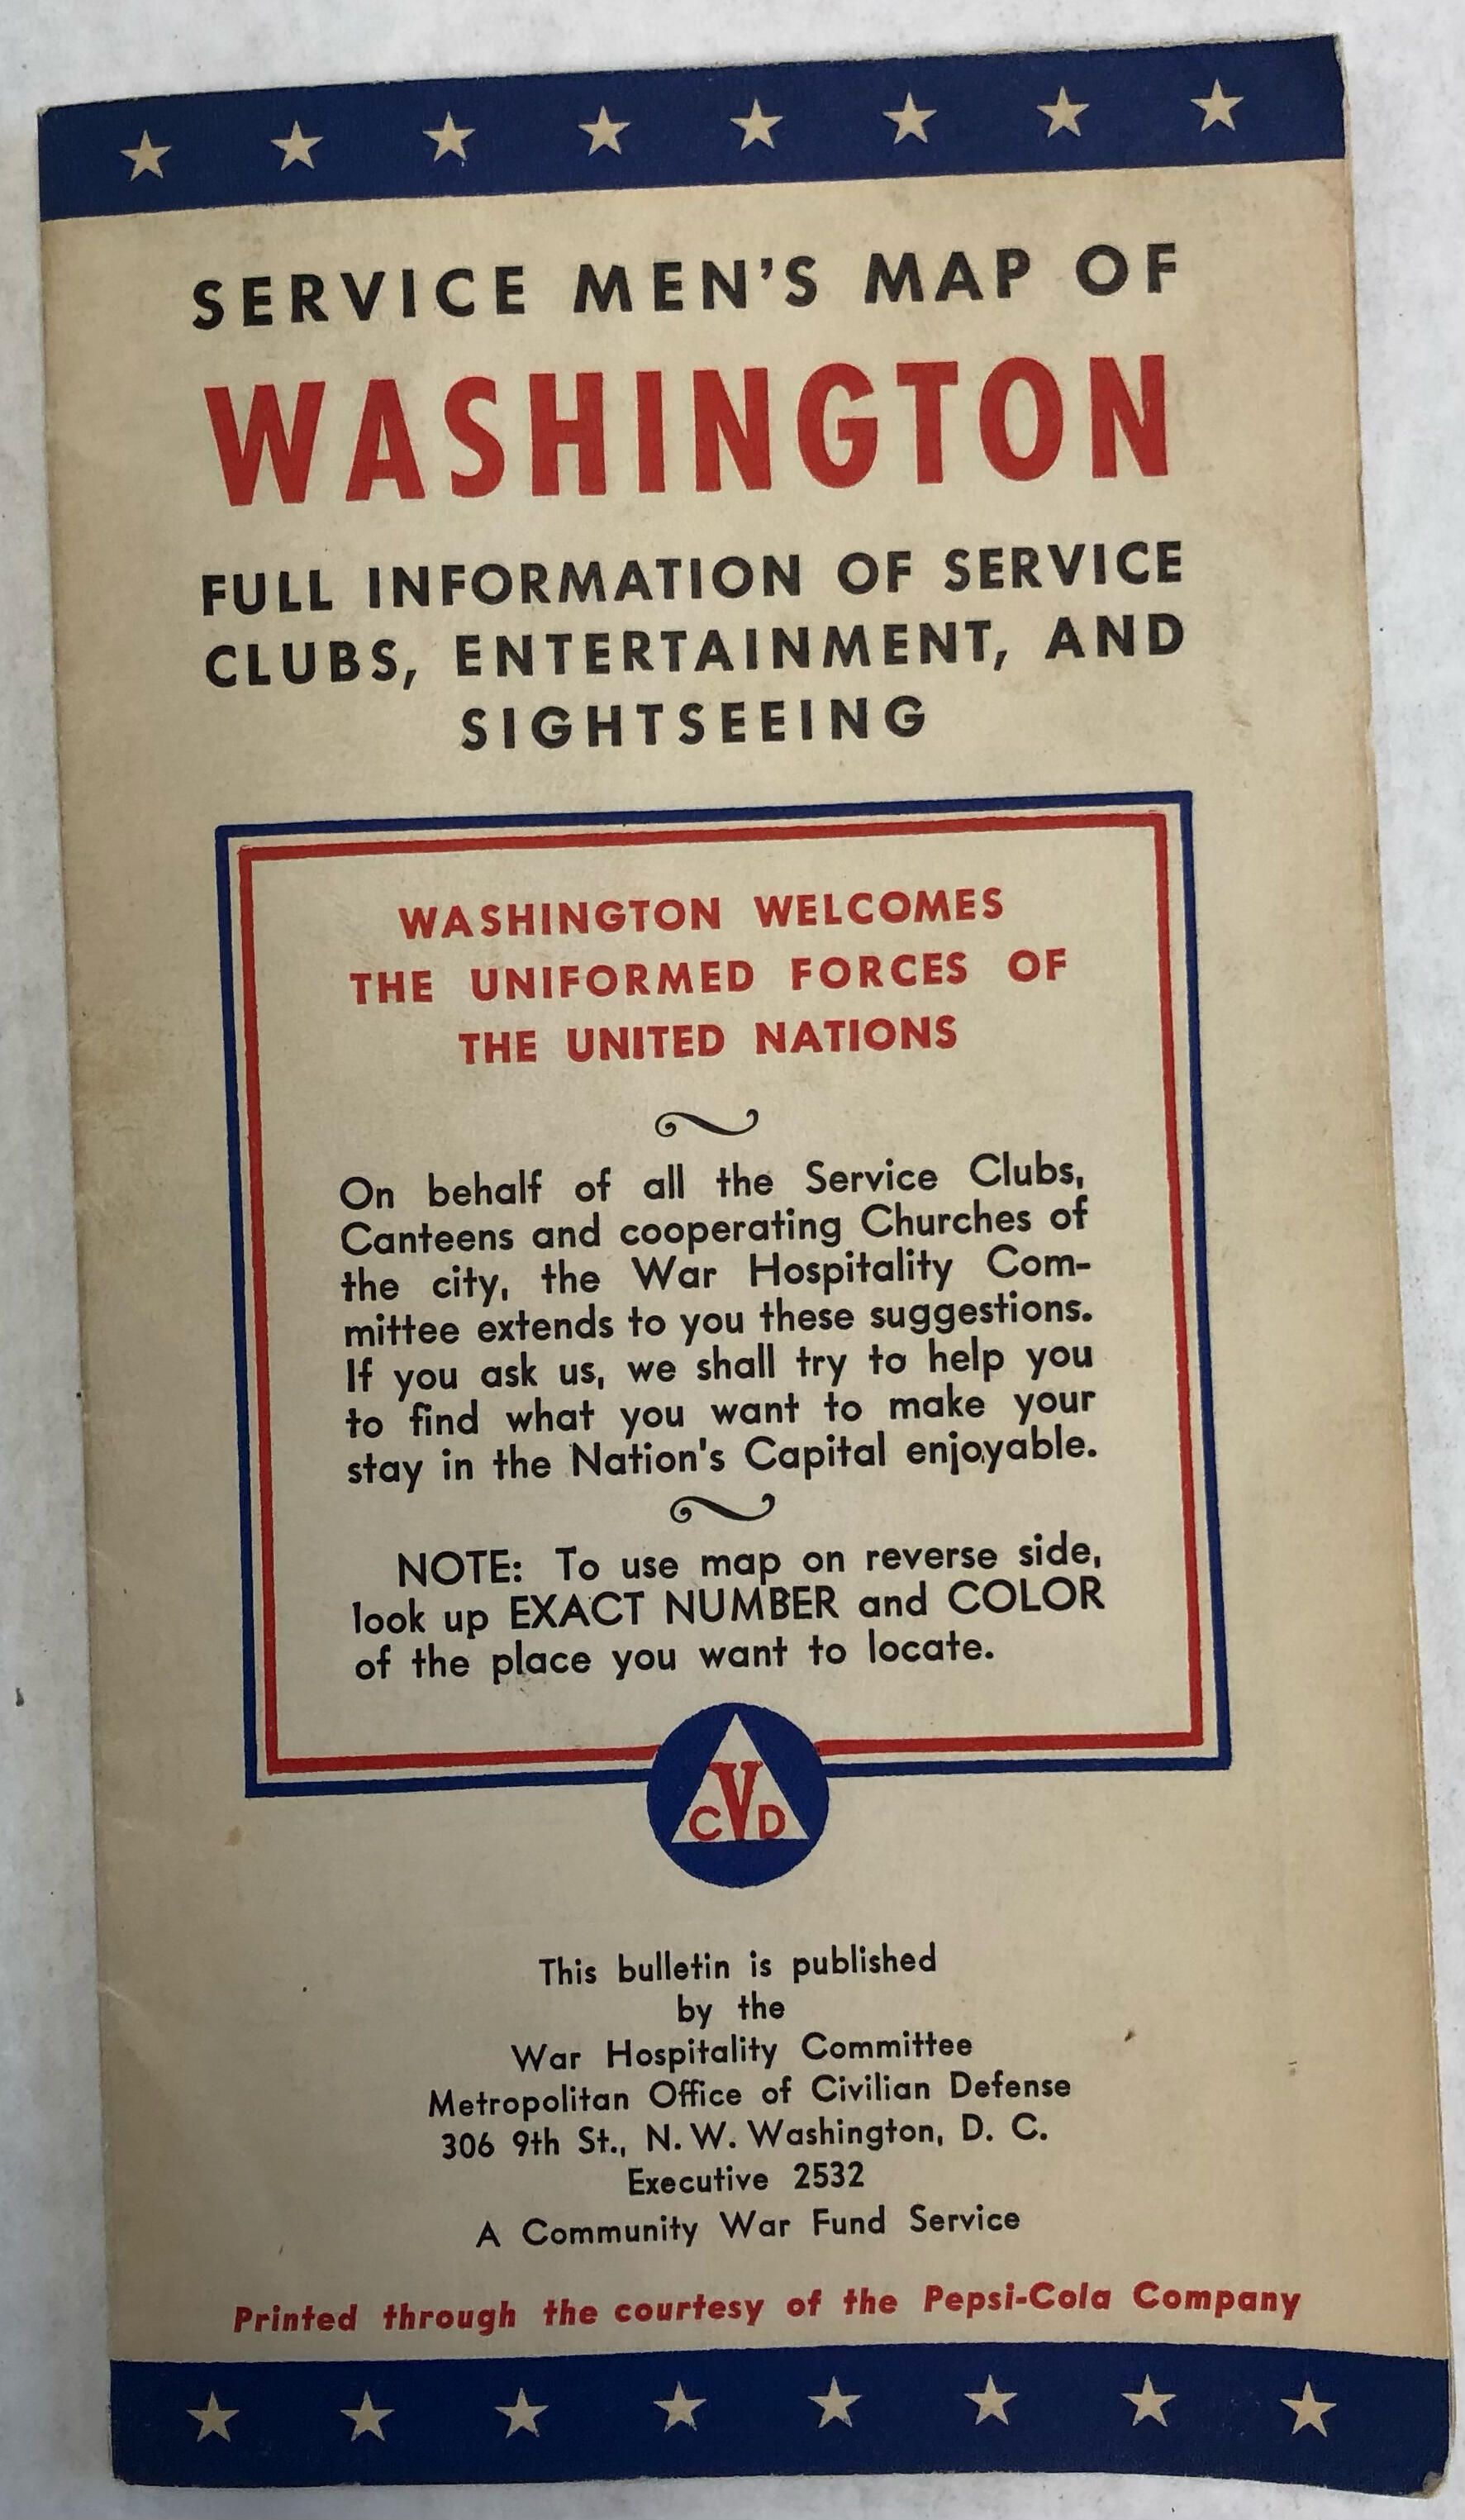 SERVICE MEN'S MAP OF
WASHINGTON
FULL INFORMATION OF SERVICE
CLUBS, ENTERTAINMENT, AND
SIGHTSEEING
WASHINGTON WELCOMES
THE UNIFORMED FORCES OF
THE UNITED NATIONS
On behalf of all the Service Clubs,
Canteens and cooperating Churches of
the city, the War Hospitality Com-
mittee extends to you these suggestions.
If you ask us, we shall try to help you
to find what you want to make your
stay in the Nation's Capital enjoyable.
NOTE: To use map on reverse side,
look up EXACT NUMBER and COLOR
of the place you want to locate.
CVD
This bulletin is published
by the
War Hospitality Committee
Metropolitan Office of Civilian Defense
306 9th St., N. W. Washington, D. C.
Executive 2532
A Community War Fund Service
Printed through the courtesy of the Pepsi-Cola Company